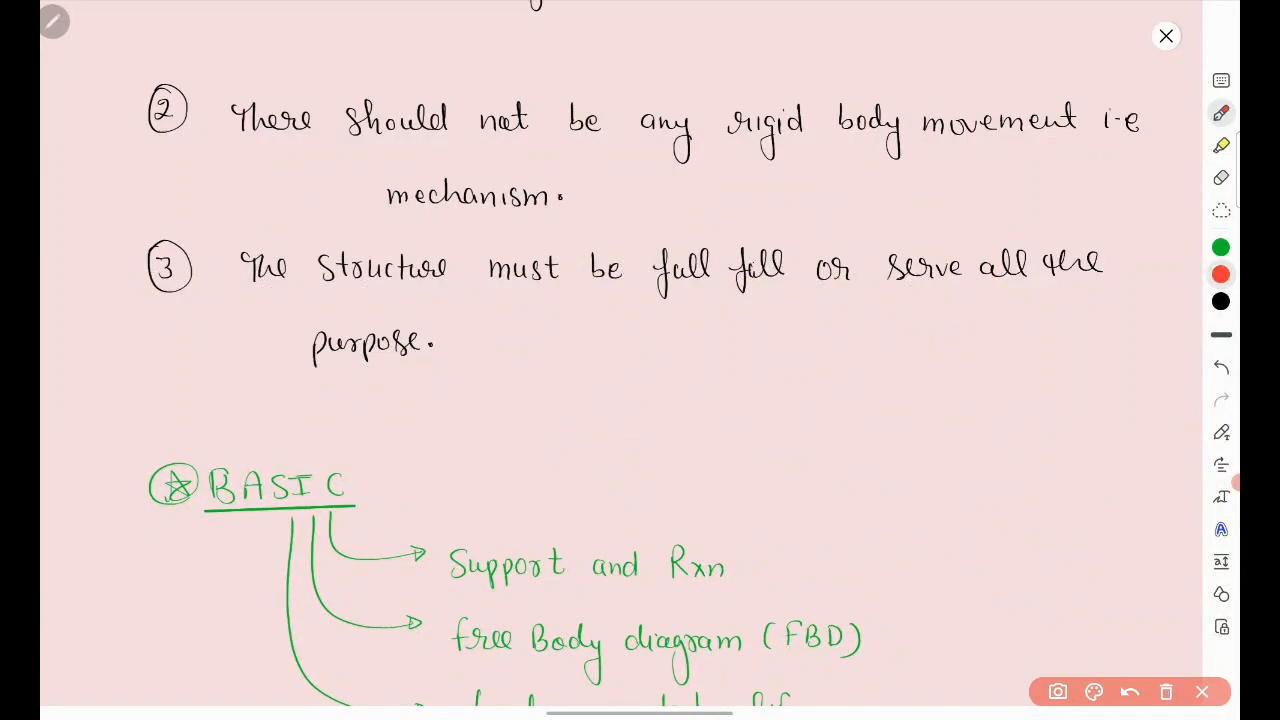 ② There should not be any rigid body movement i-e
mechanism.
③ The structure must be full fill or serve all the
purpose.
BASIC
Support and Rxn
free Body diagram (FBD)